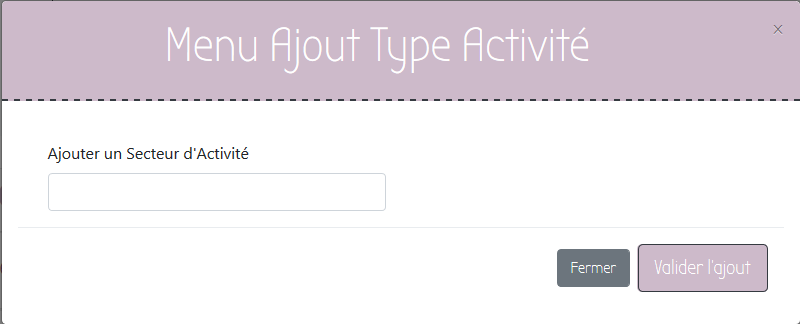 Menu Ajout Type Activité
×
Ajouter un Secteur d'Activité
Fermer
Valider l'ajout